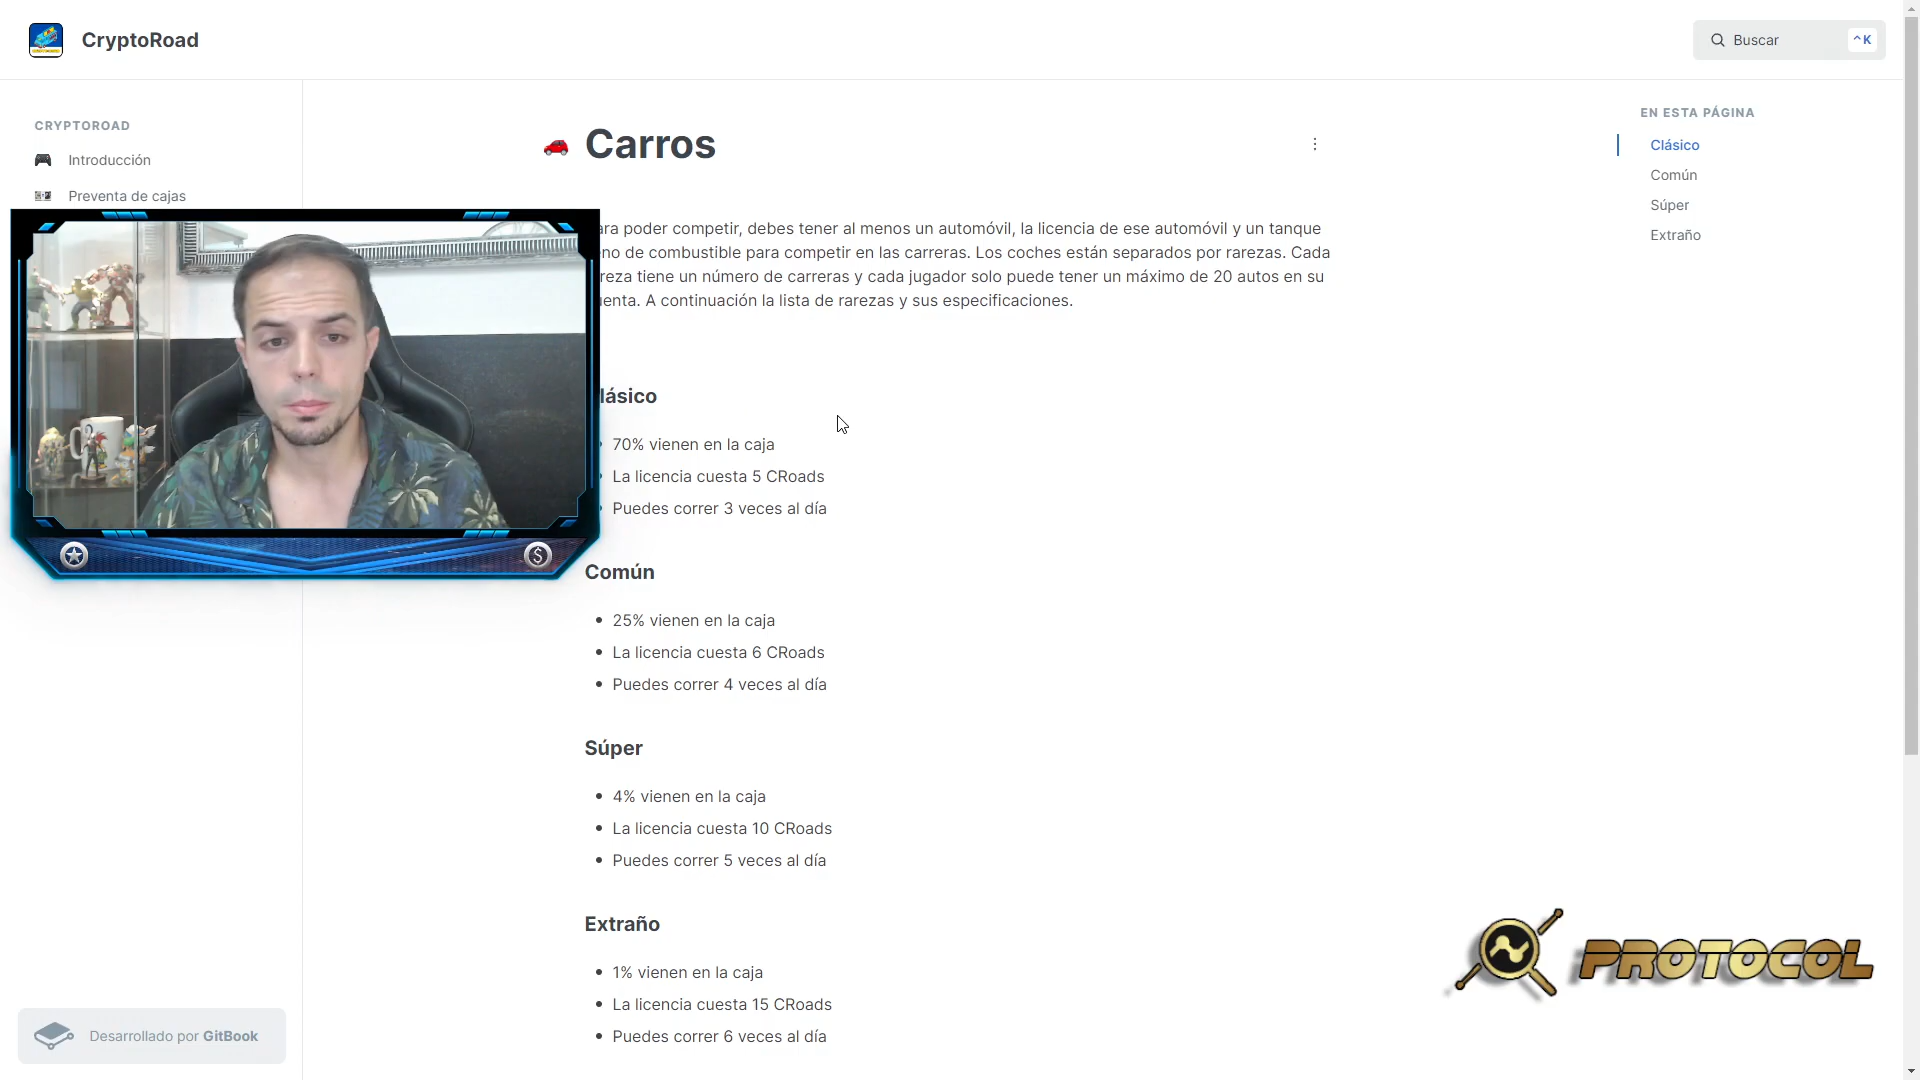 CryptoRoad
Buscar
^K
CRYPTOROAD
Introducción
Preventa de cajas
Carros
EN ESTA PÁGINA
Clásico
Común
Súper
Extraño
ara poder competir, debes tener al menos un automóvil, la licencia de ese automóvil y un tanque
no de combustible para competir en las carreras. Los coches están separados por rarezas. Cada
reza tiene un número de carreras y cada jugador solo puede tener un máximo de 20 autos en su
enta. A continuación la lista de rarezas y sus especificaciones.
lásico
70% vienen en la caja
La licencia cuesta 5 CRoads
Puedes correr 3 veces al día
Común
25% vienen en la caja
La licencia cuesta 6 CRoads
Puedes correr 4 veces al día
Súper
4% vienen en la caja
La licencia cuesta 10 CRoads
Puedes correr 5 veces al día
Extraño
1% vienen en la caja
La licencia cuesta 15 CRoads
Puedes correr 6 veces al día
Desarrollado por GitBook
PROTOCOL